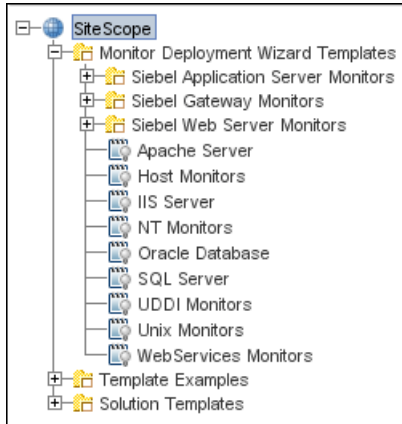 SiteScope
Monitor Deployment Wizard Templates
Siebel Application Server Monitors
Siebel Gateway Monitors
Siebel Web Server Monitors
Apache Server
Host Monitors
IIS Server
NT Monitors
Oracle Database
SQL Server
UDDI Monitors
Unix Monitors
WebServices Monitors
Template Examples
Solution Templates